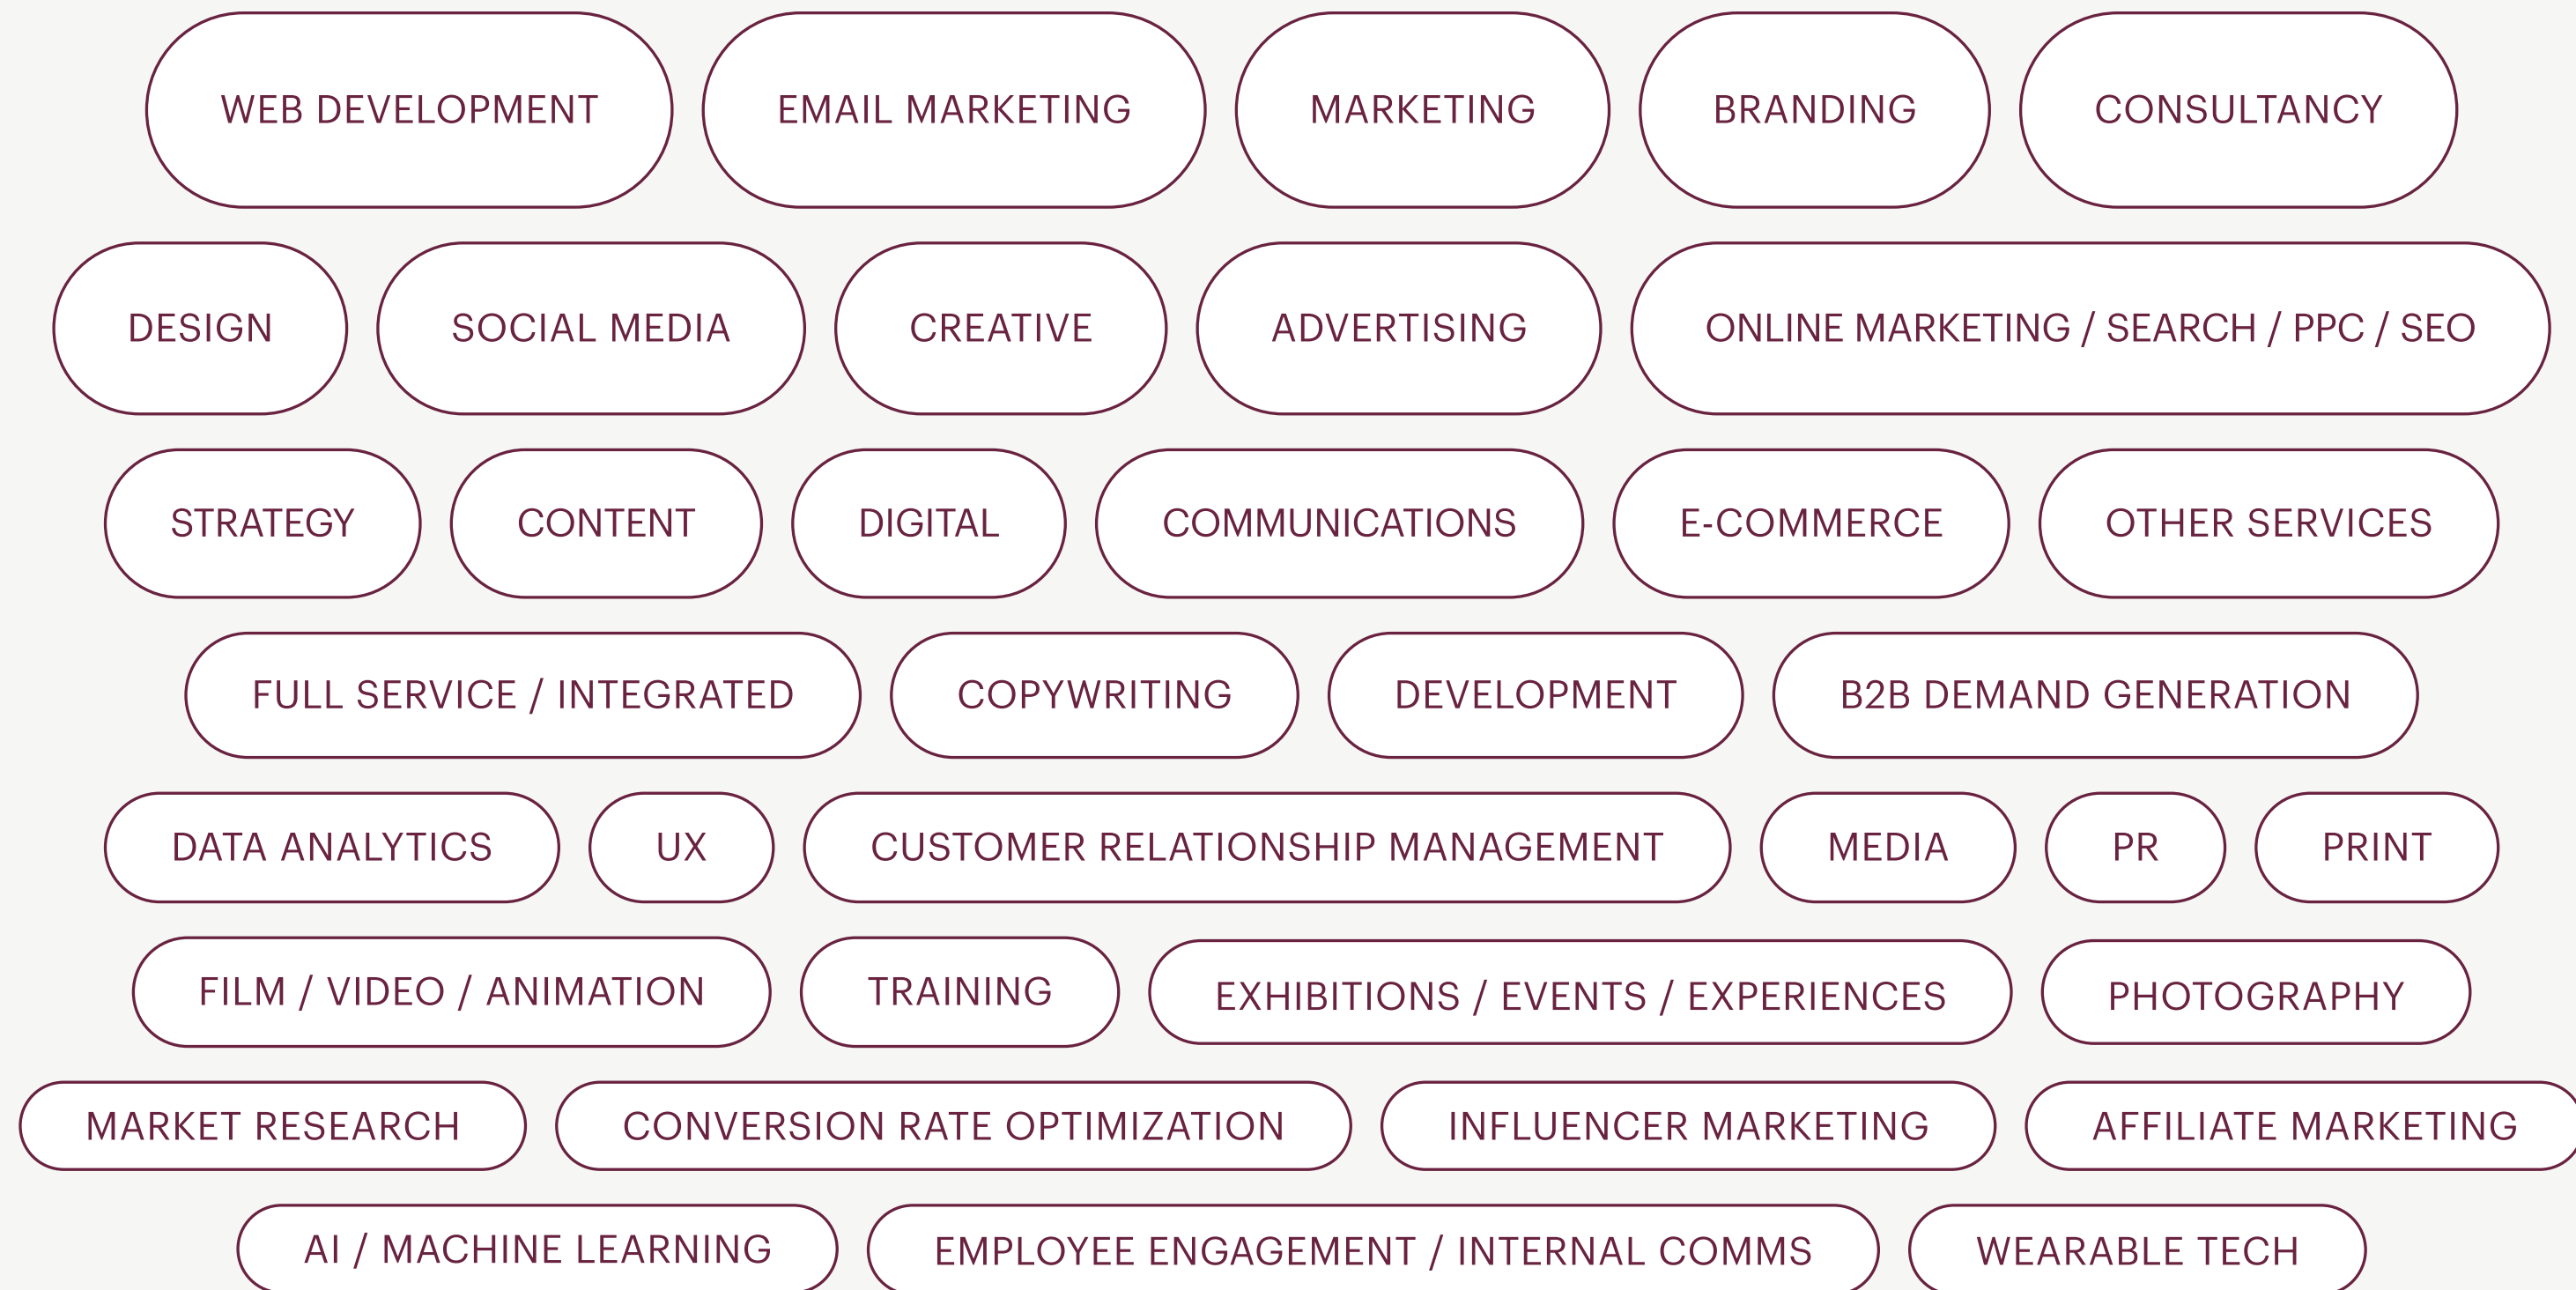 WEB DEVELOPMENT EMAIL MARKETING MARKETING BRANDING CONSULTANCY
DESIGN SOCIAL MEDIA CREATIVE ADVERTISING ONLINE MARKETING / SEARCH / PPC / SEO
STRATEGY CONTENT DIGITAL COMMUNICATIONS E-COMMERCE OTHER SERVICES
FULL SERVICE / INTEGRATED COPYWRITING DEVELOPMENT B2B DEMAND GENERATION
DATA ANALYTICS UX CUSTOMER RELATIONSHIP MANAGEMENT MEDIA PR PRINT
FILM / VIDEO / ANIMATION TRAINING EXHIBITIONS / EVENTS / EXPERIENCES PHOTOGRAPHY
MARKET RESEARCH CONVERSION RATE OPTIMIZATION INFLUENCER MARKETING AFFILIATE MARKETING
AI / MACHINE LEARNING EMPLOYEE ENGAGEMENT / INTERNAL COMMS WEARABLE TECH